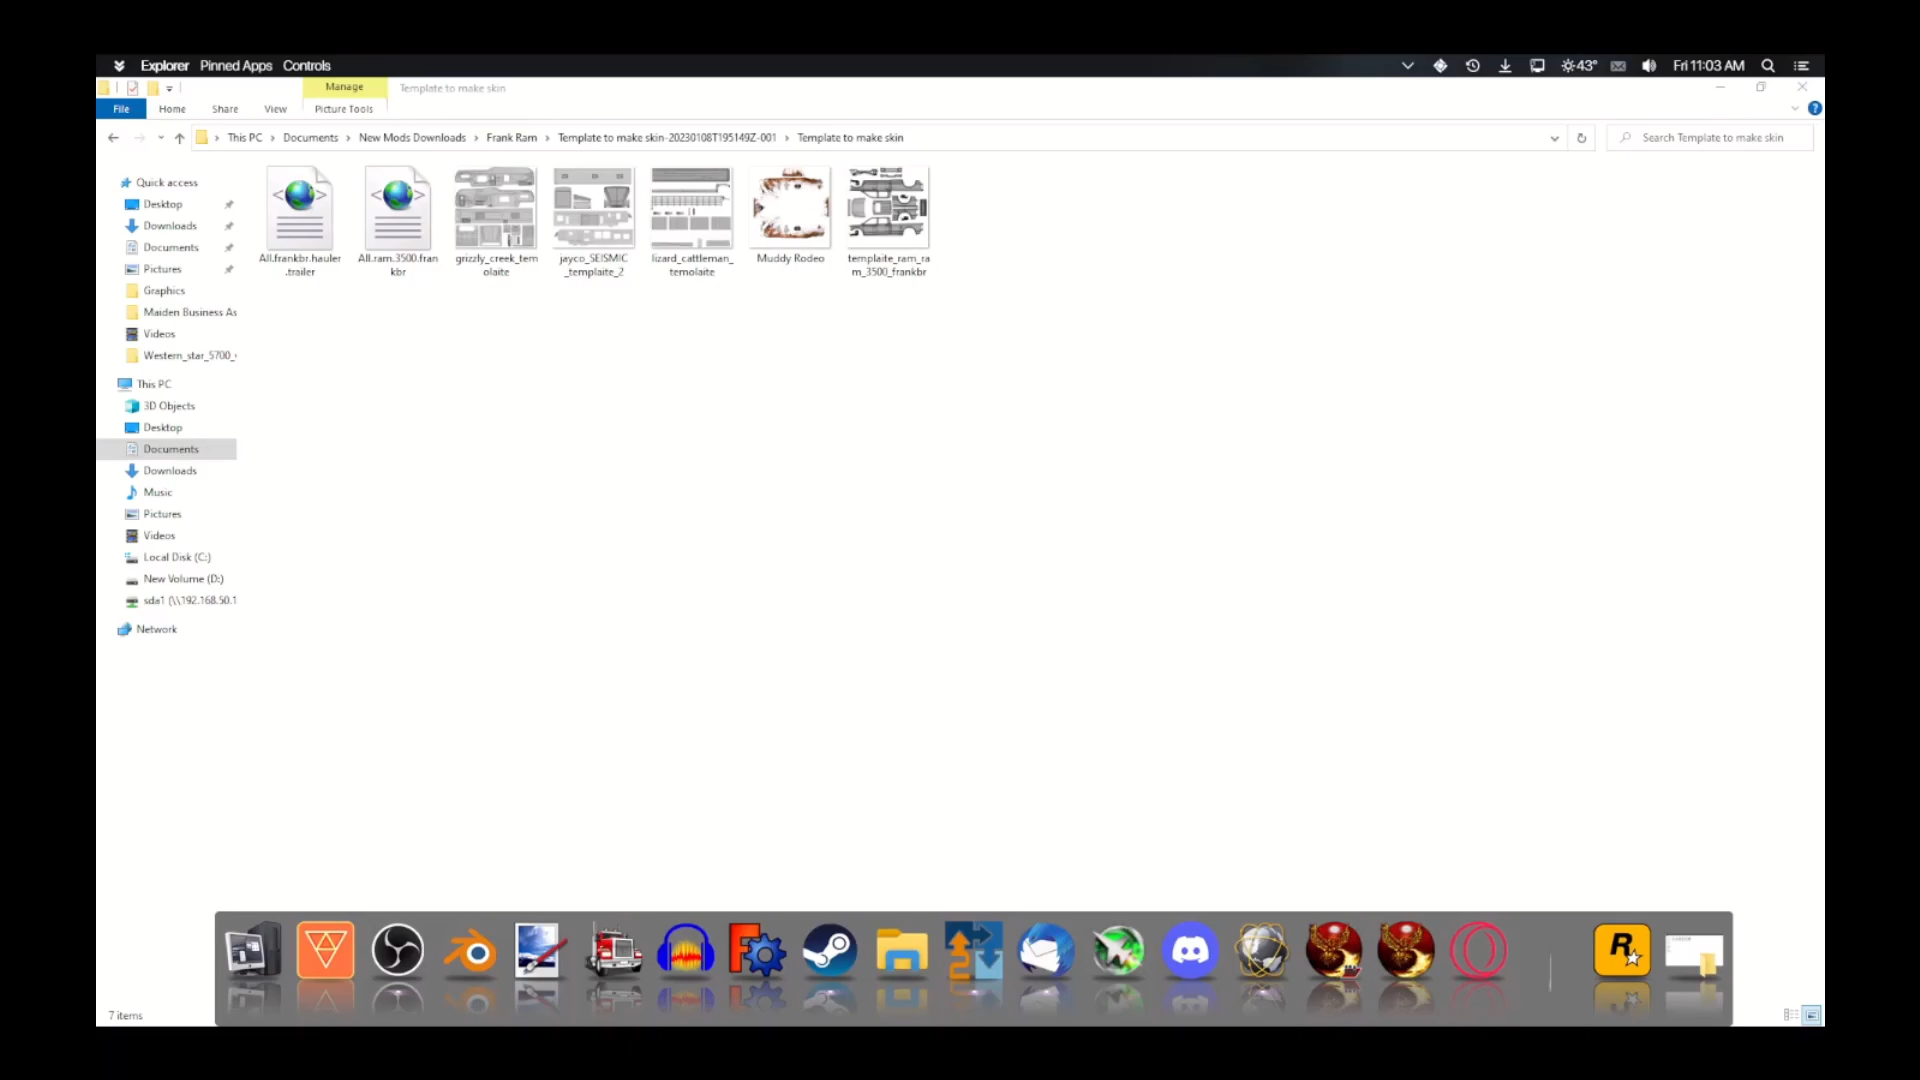 Explorer Pinned Apps Controls
43° Fri 11:03 AM
Manage
Template to make skin
File Home Share View Picture Tools
This PC > Documents > New Mods Downloads > Frank Ram > Template to make skin-20230108T195149Z-001 > Template to make skin
Search Template to make skin
Quick access
Desktop
Downloads
Documents
Pictures
Graphics
Maiden Business As
Videos
Western_star_5700_
This PC
3D Objects
Desktop
Documents
Downloads
Music
Pictures
Videos
Local Disk (C:)
New Volume (D:)
sda1 (\\192.168.50.1
Network
All.frankbr.hauler
.trailer
All.ram.3500.fran
kbr
grizzly_creek_tem
olaite
jayco_SEISMIC
_templaite_2
lizard_cattleman_
temolaite
Muddy Rodeo
templaite_ram_ra
m_3500_frankbr
R
7 items